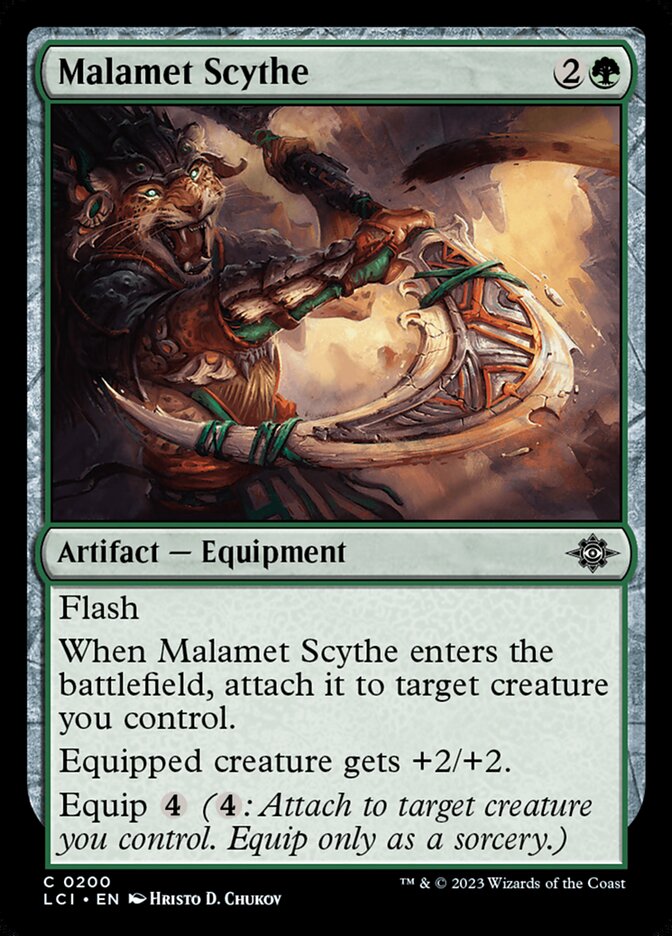 Malamet Scythe 2
Artifact — Equipment
Flash
When Malamet Scythe enters the
battlefield, attach it to target creature
you control.
Equipped creature gets +2/+2.
Equip 4 (4: Attach to target creature
you control. Equip only as a sorcery.)
C 0200 ™ & © 2023 Wizards of the Coast
LCI • EN Hristo D. Chukov